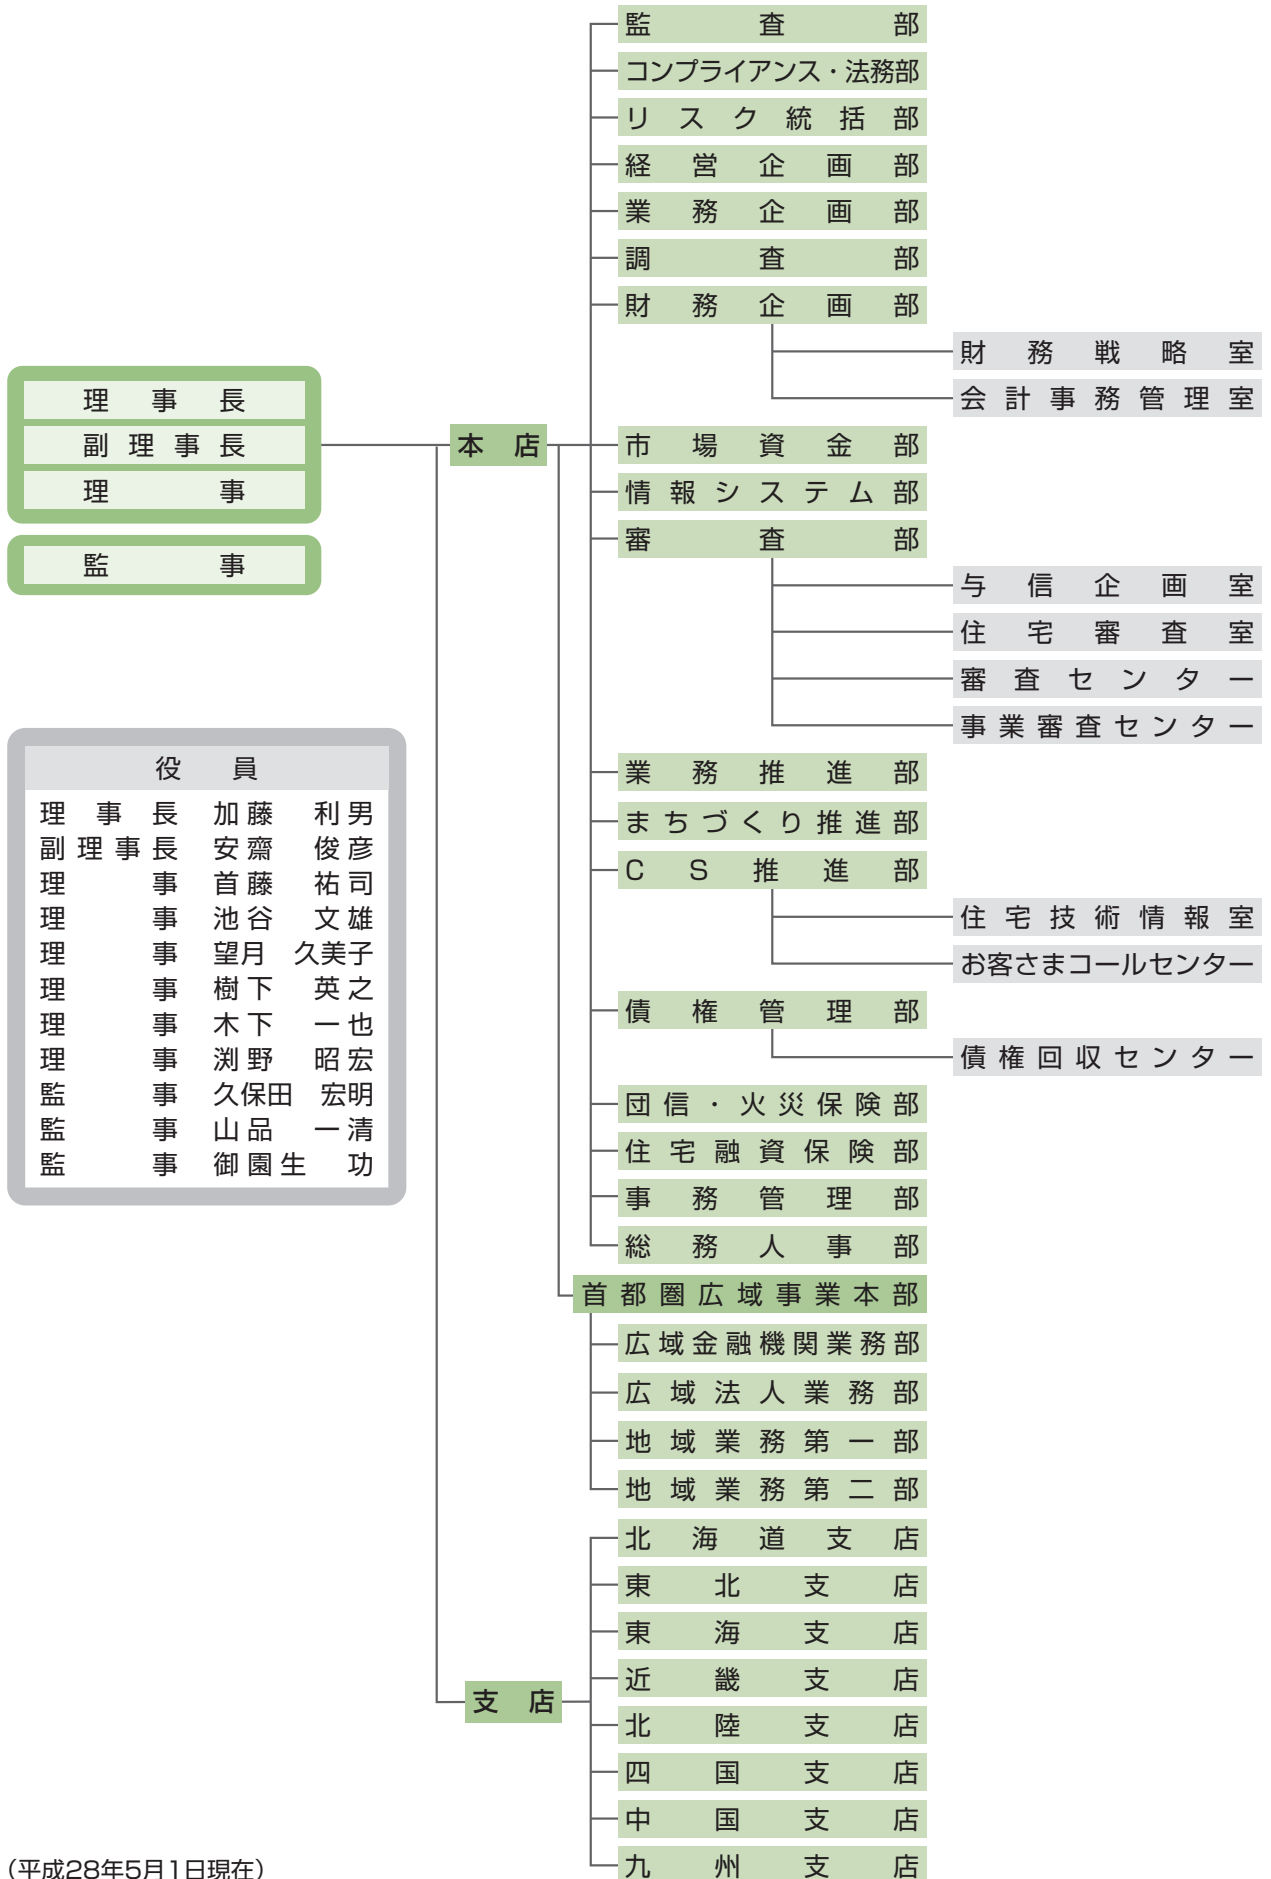 監査部
コンプライアンス・法務部
リスク統括部
経営企画部
業務企画部
調査部
財務企画部
財務戦略室
会計事務管理室
理事長
副理事長
理事
監事
本店
市場資金部
情報システム部
審査部
与信企画室
住宅審査室
審査センター
事業審査センター
業務推進部
まちづくり推進部
CS推進部
住宅技術情報室
お客さまコールセンター
債権管理部
債権回収センター
団信・火災保険部
住宅融資保険部
事務管理部
総務人事部
首都圏広域事業本部
広域金融機関業務部
広域法人業務部
地域業務第一部
地域業務第二部
支店
北海道支店
東北支店
東海支店
近畿支店
北陸支店
四国支店
中国支店
九州支店
役員
理事長 加藤 利男
副理事長 安齋 俊彦
理事 首藤 祐司
理事 池谷 文雄
理事 望月 久美子
理事 樹下 英之
理事 木下 一也
理事 渕野 昭宏
監事 久保田 宏明
監事 山品 一清
監事 御園生 功
（平成28年5月1日現在）